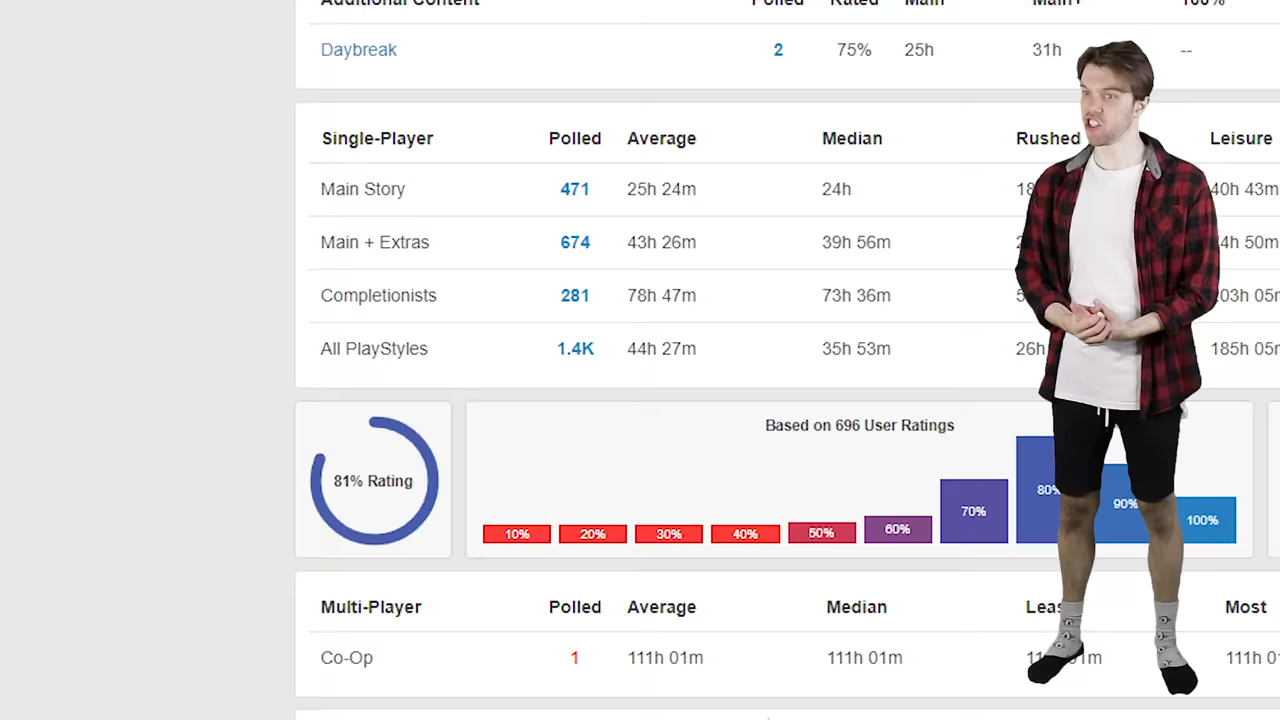 Additional Content Polled Rated Main Main+ 100%
Daybreak 2 75% 25h 31h --
Single-Player Polled Average Median Rushed Leisure
Main Story 471 25h 24m 24h 40h 43m
Main + Extras 674 43h 26m 39h 56m 4h 50m
Completionists 281 78h 47m 73h 36m 03h 05m
All PlayStyles 1.4K 44h 27m 35h 53m 26h 185h 05m
Based on 696 User Ratings
81% Rating
10% 20% 30% 40% 50% 60% 70% 80% 90% 100%
Multi-Player Polled Average Median Most
Co-Op 1 111h 01m 111h 01m 111h 0